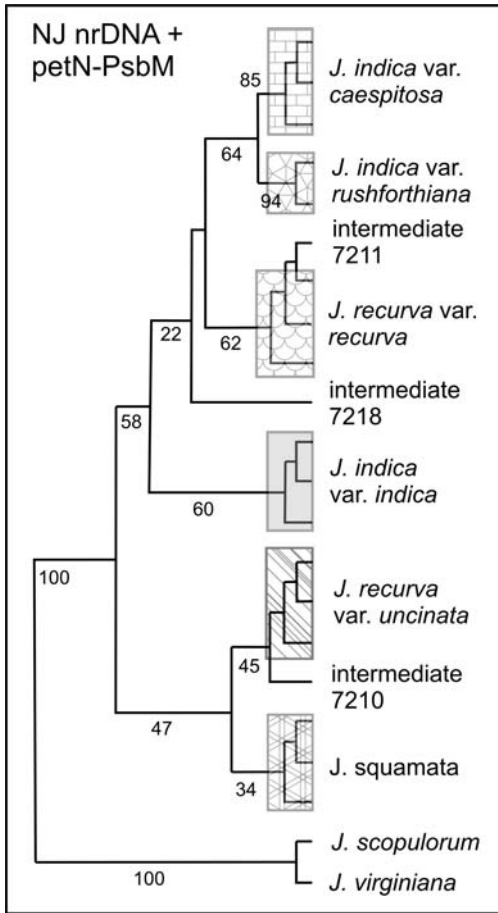 NJ nrDNA +
petN-PsbM
85
J. indica var.
caespitosa
64
J. indica var.
rushforthiana
94
intermediate
7211
J. recurva var.
recurva
22
62
intermediate
7218
58
J. indica
var. indica
60
100
J. recurva
var. uncinata
45
intermediate
7210
47
J. squamata
34
J. scopulorum
100
J. virginiana